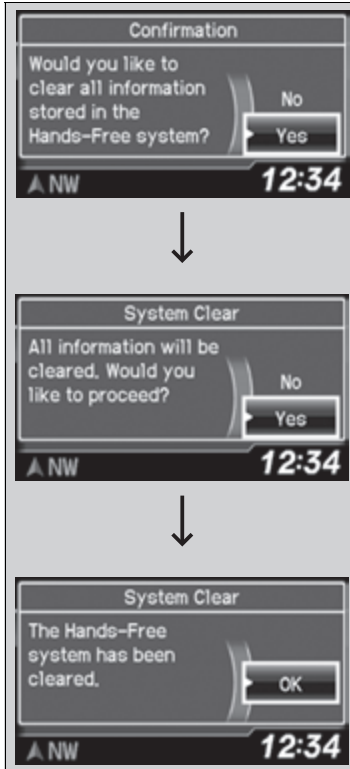 Confirmation
Would you like to
clear all information
stored in the
Hands-Free system?
No
Yes
NW
12:34
System Clear
All information will be
cleared. Would you
like to proceed?
No
Yes
NW
12:34
System Clear
The Hands-Free
system has been
cleared.
OK
NW
12:34